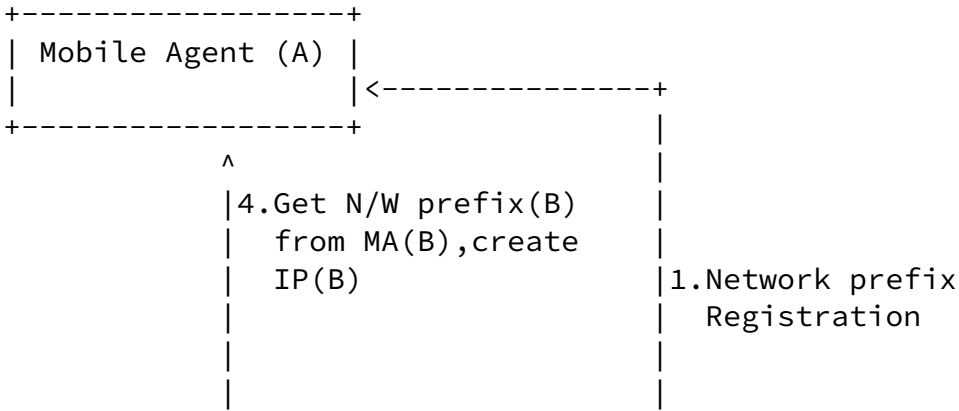 Mobile Agent (A)
4.Get N/W prefix(B)
from MA(B),create
IP(B)
1.Network prefix
Registration